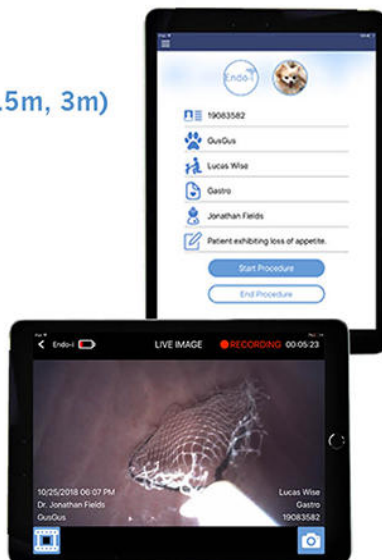 .5m, 3m)
Endo-i
19083582
GusGus
Lucas Wise
Gastro
Jonathan Fields
Patient exhibiting loss of appetite.
Start Procedure
End Procedure
Endo-i
LIVE IMAGE
RECORDING 00:05:23
10/25/2018 06:07 PM
Dr. Jonathan Fields
GusGus
Lucas Wise
Gastro
19083582